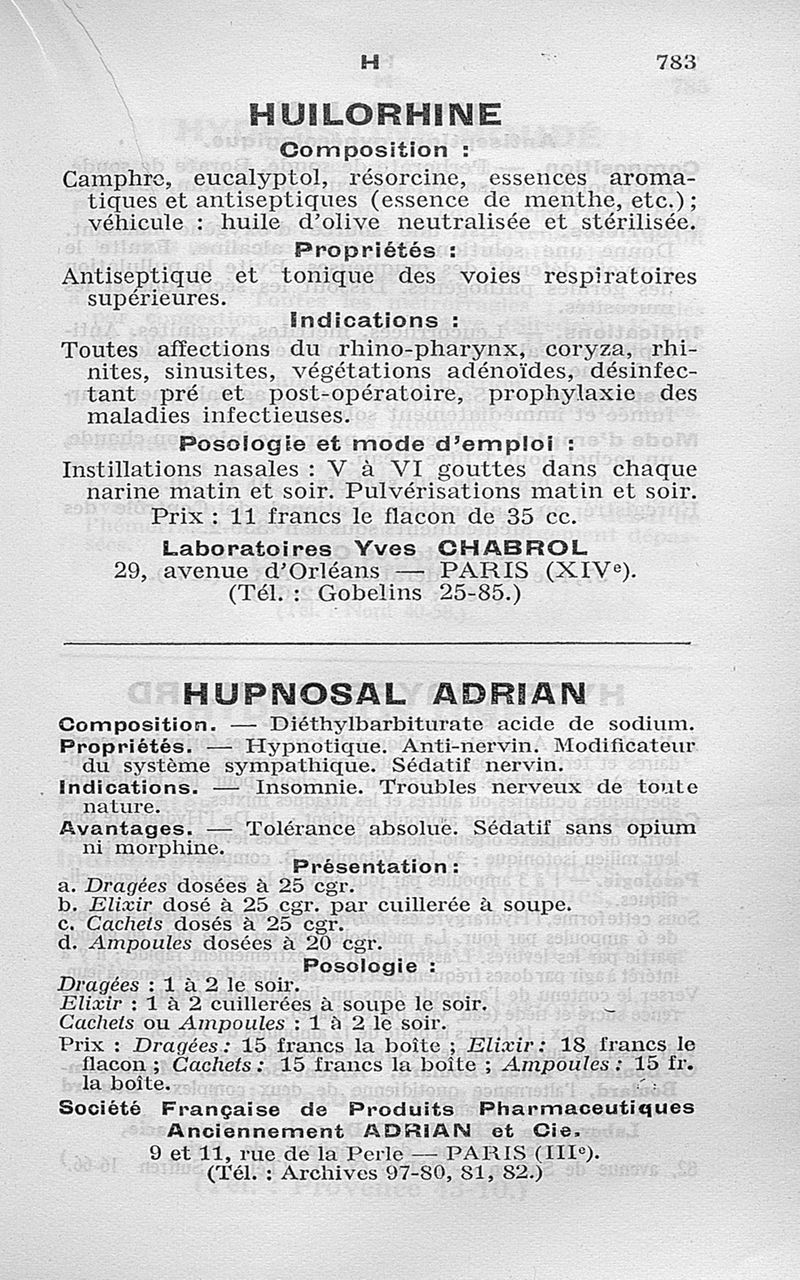 H 783
HUILORHINE
Composition :
Camphre, eucalyptol, résorcine, essences aroma-
tiques et antiseptiques (essence de menthe, etc.) ;
véhicule : huile d'olive neutralisée et stérilisée.
Propriétés :
Antiseptique et tonique des voies respiratoires
supérieures.
Indications :
Toutes affections du rhino-pharynx, coryza, rhi-
nites, sinusites, végétations adénoïdes, désinfec-
tant pré et post-opératoire, prophylaxie des
maladies infectieuses.
Posologie et mode d'emploi :
Instillations nasales : V à VI gouttes dans chaque
narine matin et soir. Pulvérisations matin et soir.
Prix : 11 francs le flacon de 35 cc.
Laboratoires Yves CHABROL
29, avenue d'Orléans — PARIS (XIVe).
(Tél. : Gobelins 25-85.)
HUPNOSAL ADRIAN
Composition. — Diéthylbarbiturate acide de sodium.
Propriétés. — Hypnotique. Anti-nervin. Modificateur
du système sympathique. Sédatif nervin.
Indications. — Insomnie. Troubles nerveux de toute
nature.
Avantages. — Tolérance absolue. Sédatif sans opium
ni morphine.
Présentation :
a. Dragées dosées à 25 cgr.
b. Elixir dosé à 25 cgr. par cuillerée à soupe.
c. Cachets dosés à 25 cgr.
d. Ampoules dosées à 20 cgr.
Posologie :
Dragées : 1 à 2 le soir.
Elixir : 1 à 2 cuillerées à soupe le soir.
Cachets ou Ampoules : 1 à 2 le soir.
Prix : Dragées : 15 francs la boîte ; Elixir : 18 francs le
flacon ; Cachets : 15 francs la boîte ; Ampoules : 15 fr.
la boîte.
Société Française de Produits Pharmaceutiques
Anciennement ADRIAN et Cie.
9 et 11, rue de la Perle — PARIS (IIIe).
(Tél. : Archives 97-80, 81, 82.)